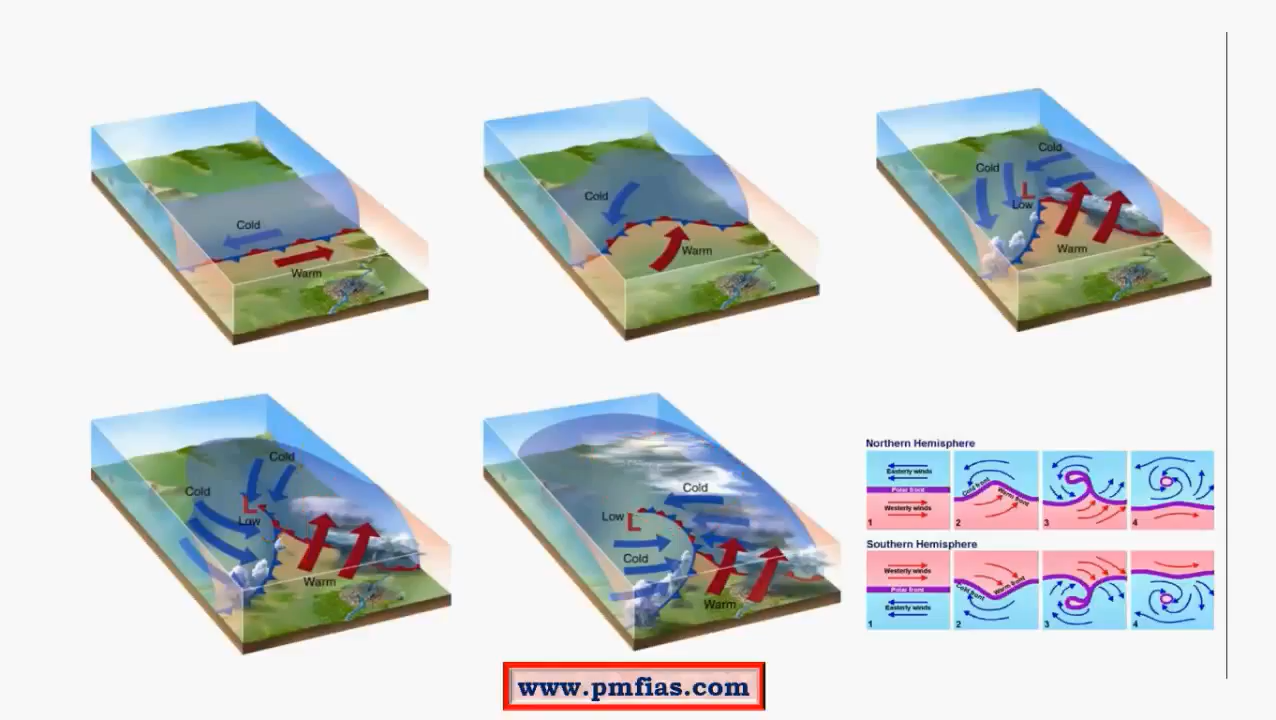 Cold
Warm
Cold
Warm
Cold
Cold
L
Low
Warm
Cold
Cold
L
Low
Warm
Cold
Low L
Cold
Warm
Northern Hemisphere
Easterly winds
Polar front
Westerly winds
1
Cold front
Warm front
2
3
4
Southern Hemisphere
Westerly winds
Polar front
Easterly winds
1
Cold front
Warm front
2
3
4
www.pmfias.com